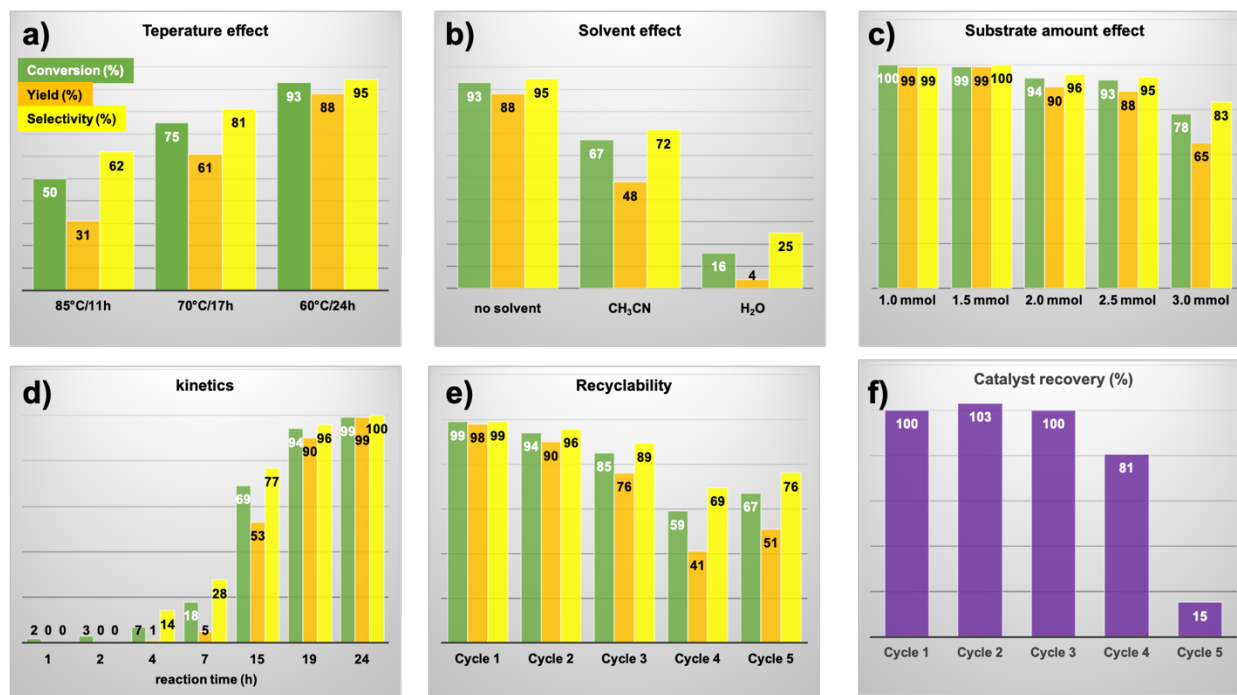 a)
Teperature effect
Conversion (%)
Yield (%)
Selectivity (%)
50 31 62 75 61 81 93 88 95
85°C/11h 70°C/17h 60°C/24h
b)
Solvent effect
93 88 95 67 48 72 16 4 25
no solvent CH₃CN H₂O
c)
Substrate amount effect
100 99 99 99 99 100 94 90 96 93 88 95 78 65 83
1.0 mmol 1.5 mmol 2.0 mmol 2.5 mmol 3.0 mmol
d)
kinetics
2 0 0 3 0 0 7 1 14 18 5 28 69 53 77 94 90 96 99 99 100
1 2 4 7 15 19 24
reaction time (h)
e)
Recyclability
99 98 99 94 90 96 85 76 89 59 41 69 67 51 76
Cycle 1 Cycle 2 Cycle 3 Cycle 4 Cycle 5
f)
Catalyst recovery (%)
100 103 100 81 15
Cycle 1 Cycle 2 Cycle 3 Cycle 4 Cycle 5